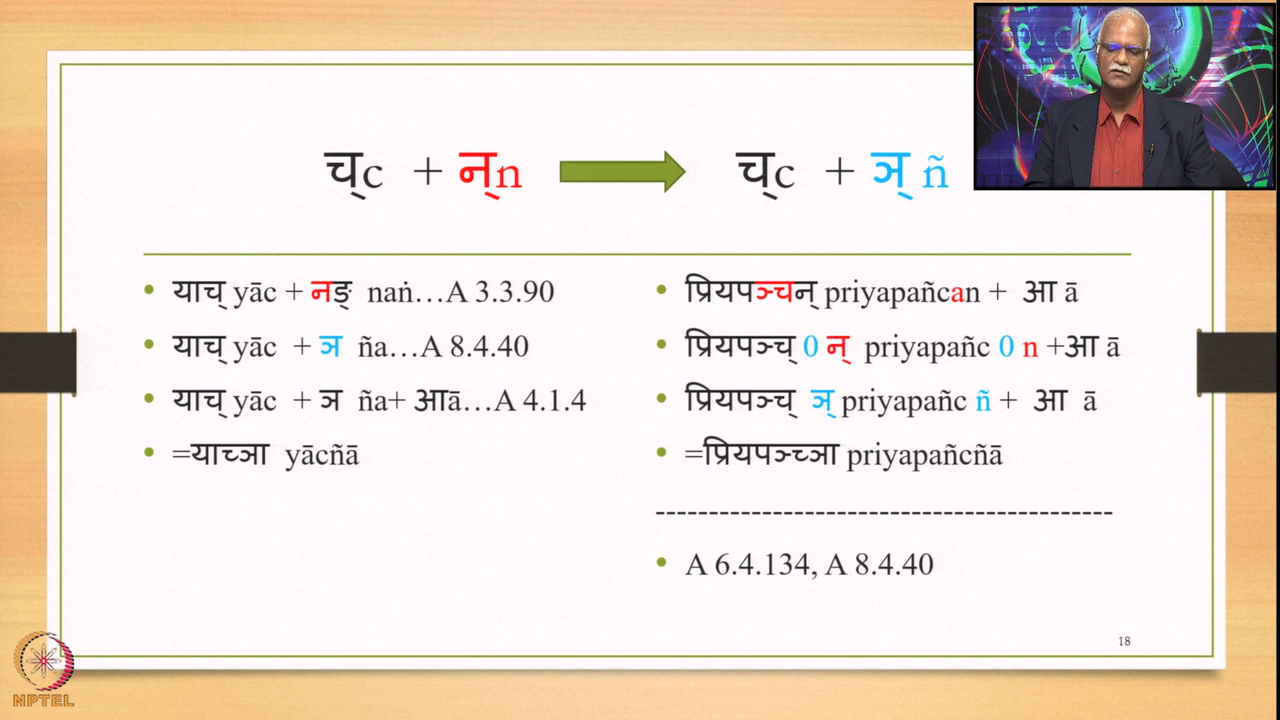 च् c + न् n च् c + ञ् ñ
याच् yāc + नङ् naṅ…A 3.3.90
याच् yāc + ञ ña…A 8.4.40
याच् yāc + ञ ña+ आā…A 4.1.4
=याच्ञा yācñā
प्रियपञ्चन् priyapañcan + आ ā
प्रियपञ्च् 0 न् priyapañc 0 n +आ ā
प्रियपञ्च् ञ् priyapañc ñ + आ ā
=प्रियपञ्च्ञा priyapañcñā
-----------------------------------------
A 6.4.134, A 8.4.40
18
NPTEL